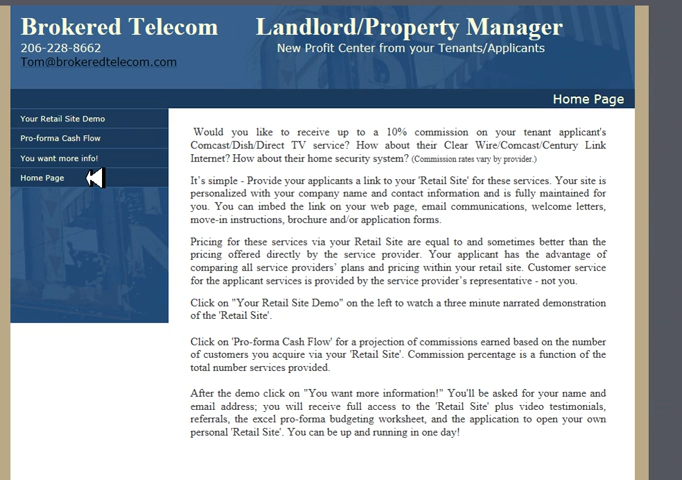 Brokered Telecom
Landlord/Property Manager
206-228-8662
New Profit Center from your Tenants/Applicants
Tom@brokeredtelecom.com
Home Page
Your Retail Site Demo
Pro-forma Cash Flow
You want more info!
Home Page
Would you like to receive up to a 10% commission on your tenant applicant's
Comcast/Dish/Direct TV service? How about their Clear Wire/Comcast/Century Link
Internet? How about their home security system? (Commission rates vary by provider.)
It's simple - Provide your applicants a link to your 'Retail Site' for these services. Your site is
personalized with your company name and contact information and is fully maintained for
you. You can imbed the link on your web page, email communications, welcome letters,
move-in instructions, brochure and/or application forms.
Pricing for these services via your Retail Site are equal to and sometimes better than the
pricing offered directly by the service provider. Your applicant has the advantage of
comparing all service providers' plans and pricing within your retail site. Customer service
for the applicant services is provided by the service provider's representative - not you.
Click on "Your Retail Site Demo" on the left to watch a three minute narrated demonstration
of the 'Retail Site'.
Click on 'Pro-forma Cash Flow' for a projection of commissions earned based on the number
of customers you acquire via your 'Retail Site'. Commission percentage is a function of the
total number services provided.
After the demo click on "You want more information!" You'll be asked for your name and
email address; you will receive full access to the 'Retail Site' plus video testimonials,
referrals, the excel pro-forma budgeting worksheet, and the application to open your own
personal 'Retail Site'. You can be up and running in one day!